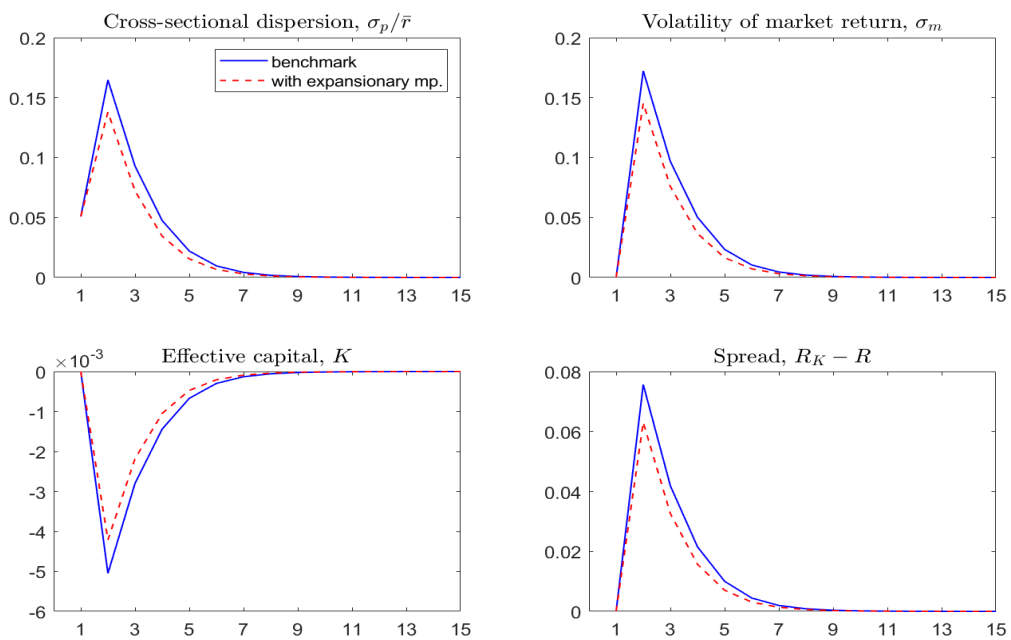 Cross-sectional dispersion, σ_p/r̄
0.2
0.15
0.1
0.05
0
benchmark
with expansionary mp.
1 3 5 7 9 11 13 15
Volatility of market return, σ_m
0.2
0.15
0.1
0.05
0
1 3 5 7 9 11 13 15
×10⁻³
Effective capital, K
0
-1
-2
-3
-4
-5
-6
1 3 5 7 9 11 13 15
Spread, R_K − R
0.08
0.06
0.04
0.02
0
1 3 5 7 9 11 13 15